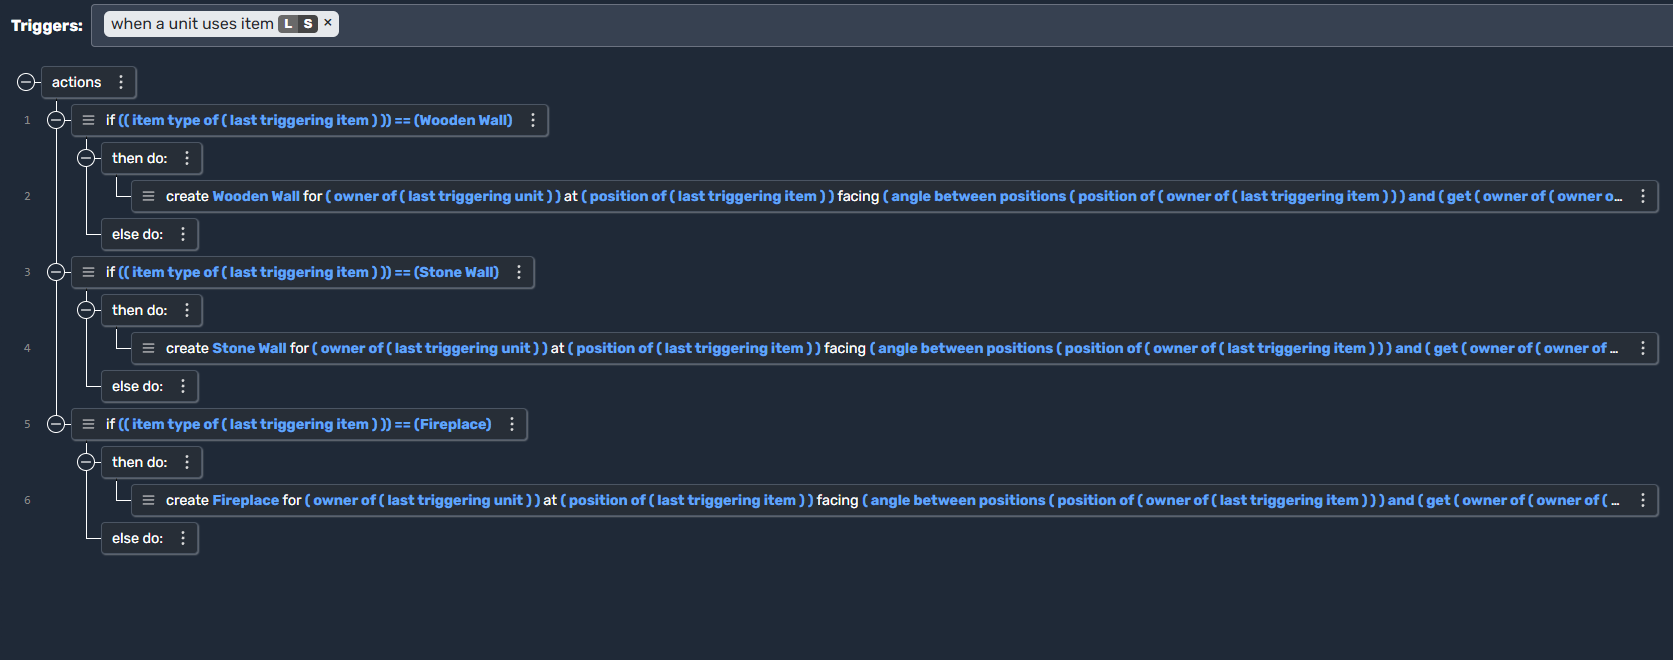 Triggers: when a unit uses item L S ×
actions
1 if (( item type of ( last triggering item ) )) == (Wooden Wall)
then do:
2 create Wooden Wall for ( owner of ( last triggering unit ) ) at ( position of ( last triggering item ) ) facing ( angle between positions ( position of ( owner of ( last triggering item ) ) ) and ( get ( owner of ( owner o...
else do:
3 if (( item type of ( last triggering item ) )) == (Stone Wall)
then do:
4 create Stone Wall for ( owner of ( last triggering unit ) ) at ( position of ( last triggering item ) ) facing ( angle between positions ( position of ( owner of ( last triggering item ) ) ) and ( get ( owner of ( owner of ...
else do:
5 if (( item type of ( last triggering item ) )) == (Fireplace)
then do:
6 create Fireplace for ( owner of ( last triggering unit ) ) at ( position of ( last triggering item ) ) facing ( angle between positions ( position of ( owner of ( last triggering item ) ) ) and ( get ( owner of ( owner of ( ...
else do: